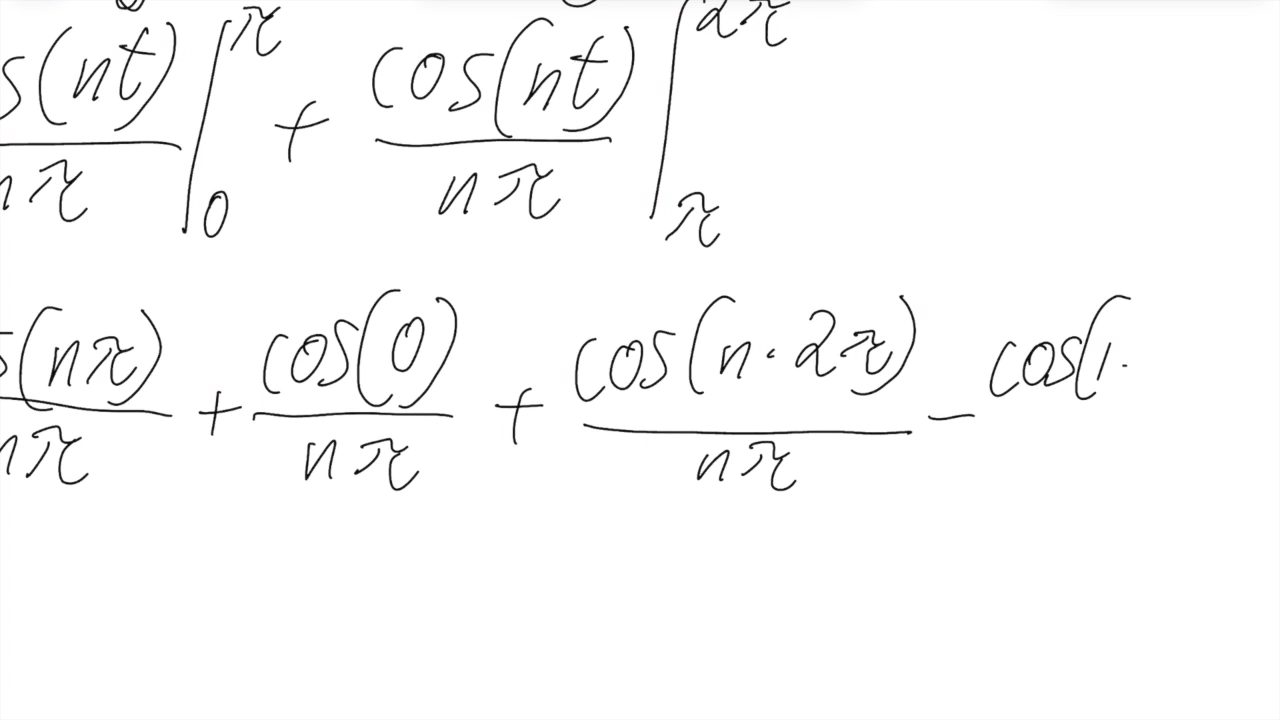 s(nt)/nπ |₀^π + cos(nt)/nπ |_π^2π
s(nπ)/nπ + cos(0)/nπ + cos(n·2π)/nπ - cos(